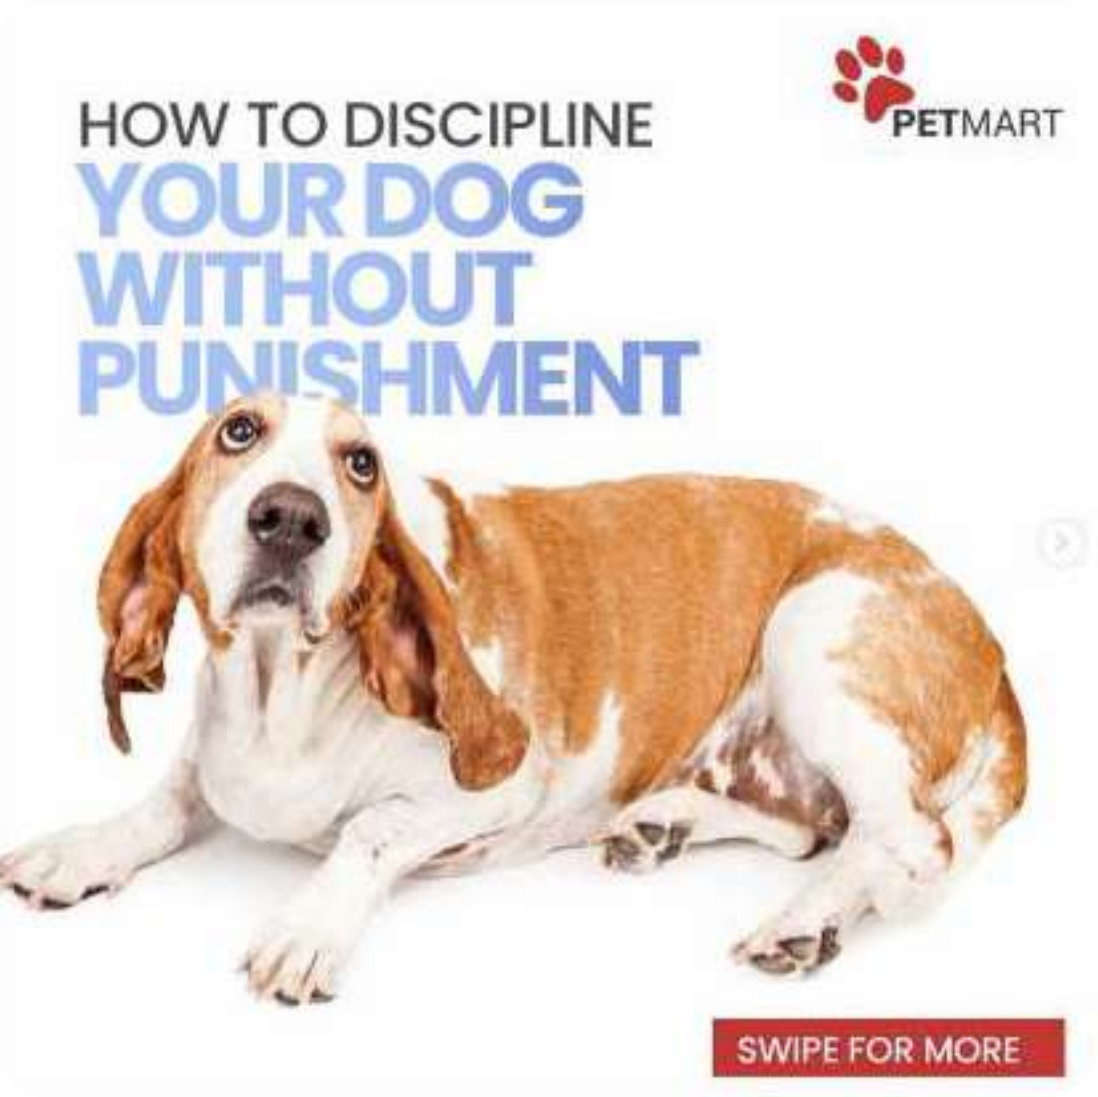 PETMART
HOW TO DISCIPLINE
YOUR DOG
WITHOUT
PUNISHMENT
SWIPE FOR MORE